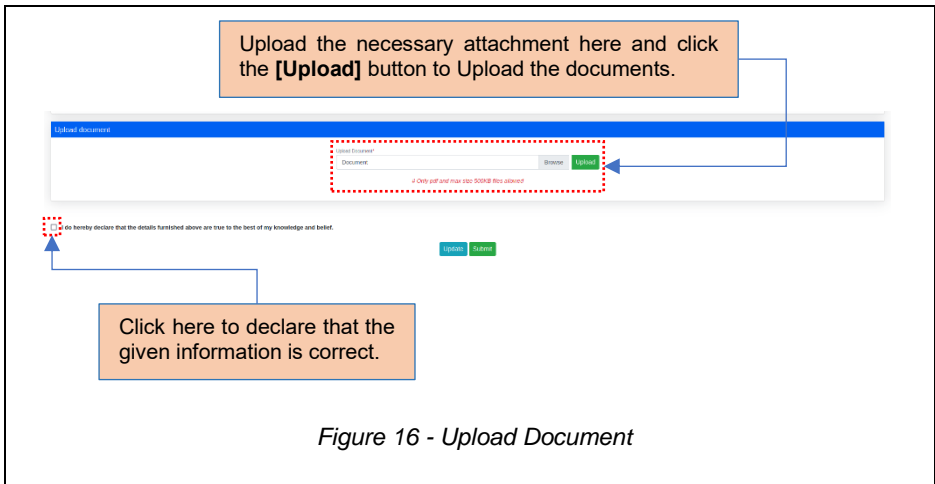 Upload the necessary attachment here and click
the [Upload] button to Upload the documents.
Upload document
Upload Document*
Document Browse Upload
# Only pdf and max size 500KB files allowed
I do hereby declare that the details furnished above are true to the best of my knowledge and belief.
Update Submit
Click here to declare that the
given information is correct.
Figure 16 - Upload Document